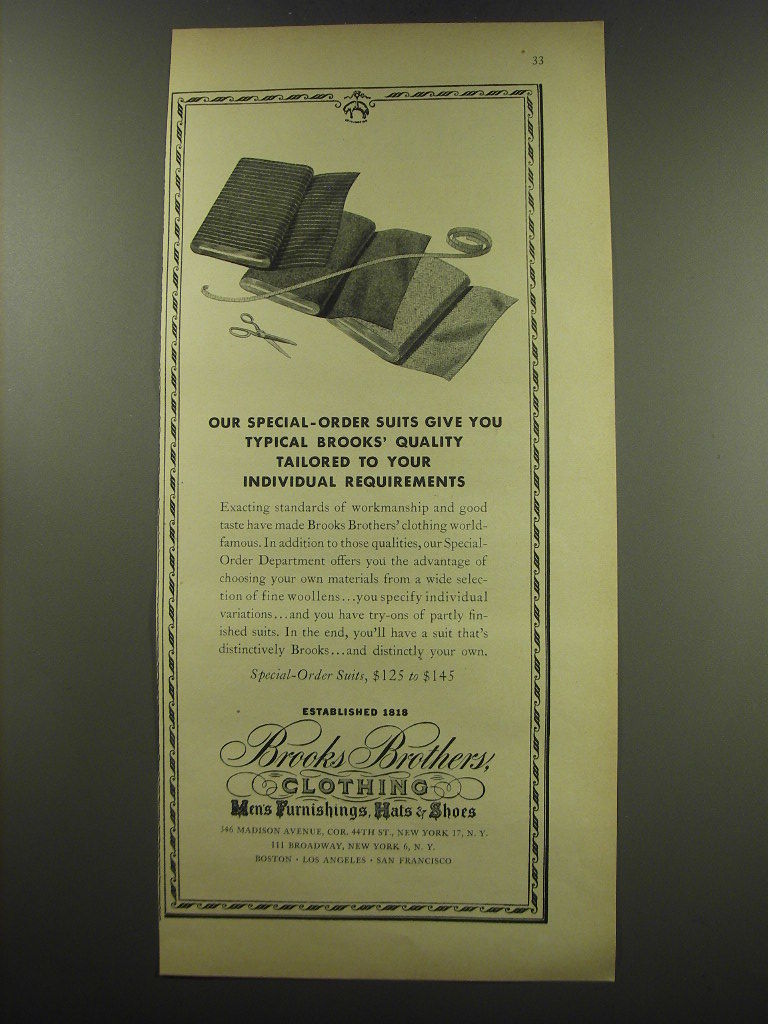 33
OUR SPECIAL-ORDER SUITS GIVE YOU
TYPICAL BROOKS' QUALITY
TAILORED TO YOUR
INDIVIDUAL REQUIREMENTS
Exacting standards of workmanship and good
taste have made Brooks Brothers' clothing world-
famous. In addition to those qualities, our Special-
Order Department offers you the advantage of
choosing your own materials from a wide selec-
tion of fine woollens...you specify individual
variations...and you have try-ons of partly fin-
ished suits. In the end, you'll have a suit that's
distinctively Brooks...and distinctly your own.
Special-Order Suits, $125 to $145
ESTABLISHED 1818
Brooks Brothers,
CLOTHING
Men's Furnishings, Hats & Shoes
346 MADISON AVENUE, COR. 44TH ST., NEW YORK 17, N. Y.
111 BROADWAY, NEW YORK 6, N. Y.
BOSTON · LOS ANGELES · SAN FRANCISCO